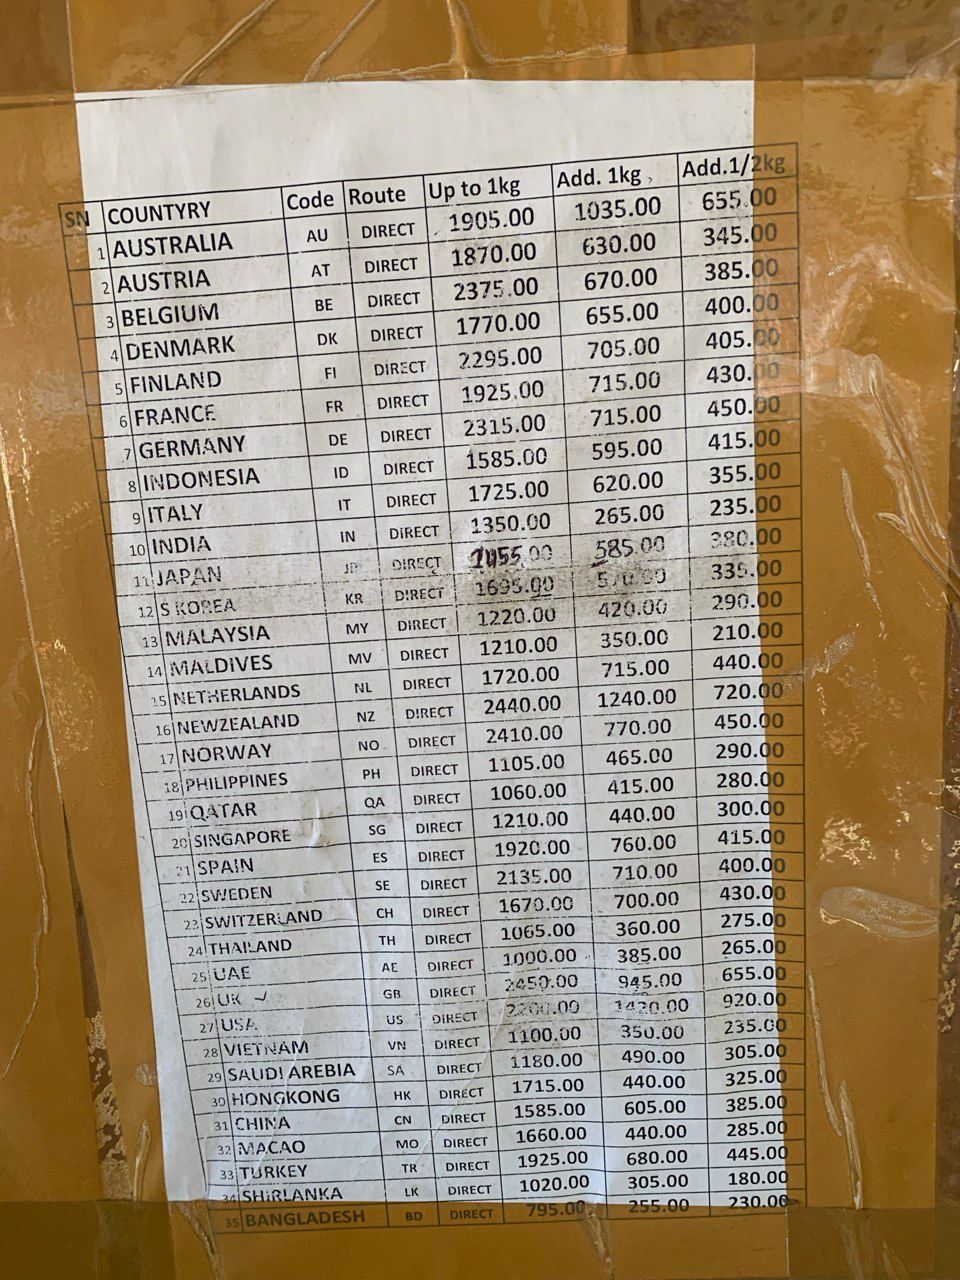 SN COUNTYRY Code Route Up to 1kg Add. 1kg Add.1/2kg
1 AUSTRALIA AU DIRECT 1905.00 1035.00 655.00
2 AUSTRIA AT DIRECT 1870.00 630.00 345.00
3 BELGIUM BE DIRECT 2375.00 670.00 385.00
4 DENMARK DK DIRECT 1770.00 655.00 400.00
5 FINLAND FI DIRECT 2295.00 705.00 405.00
6 FRANCE FR DIRECT 1925.00 715.00 430.00
7 GERMANY DE DIRECT 2315.00 715.00 450.00
8 INDONESIA ID DIRECT 1585.00 595.00 415.00
9 ITALY IT DIRECT 1725.00 620.00 355.00
10 INDIA IN DIRECT 1350.00 265.00 235.00
11 JAPAN JP DIRECT 585.00 380.00
12 S KOREA KR DIRECT 1695.00 570.00 335.00
13 MALAYSIA MY DIRECT 1220.00 420.00 290.00
14 MALDIVES MV DIRECT 1210.00 350.00 210.00
15 NETHERLANDS NL DIRECT 1720.00 715.00 440.00
16 NEWZEALAND NZ DIRECT 2440.00 1240.00 720.00
17 NORWAY NO DIRECT 2410.00 770.00 450.00
18 PHILIPPINES PH DIRECT 1105.00 465.00 290.00
19 QATAR QA DIRECT 1060.00 415.00 280.00
20 SINGAPORE SG DIRECT 1210.00 440.00 300.00
21 SPAIN ES DIRECT 1920.00 760.00 415.00
22 SWEDEN SE DIRECT 2135.00 710.00 400.00
23 SWITZERLAND CH DIRECT 1670.00 700.00 430.00
24 THAILAND TH DIRECT 1065.00 360.00 275.00
25 UAE AE DIRECT 1000.00 385.00 265.00
26 UK GB DIRECT 2450.00 945.00 655.00
27 USA US DIRECT 920.00
28 VIETNAM VN DIRECT 1100.00 350.00 235.00
29 SAUDI AREBIA SA DIRECT 1180.00 490.00 305.00
30 HONGKONG HK DIRECT 1715.00 440.00 325.00
31 CHINA CN DIRECT 1585.00 605.00 385.00
32 MACAO MO DIRECT 1660.00 440.00 285.00
33 TURKEY TR DIRECT 1925.00 680.00 445.00
34 SHIRLANKA LK DIRECT 1020.00 305.00 180.00
35 BANGLADESH BD DIRECT 795.00 255.00 230.00